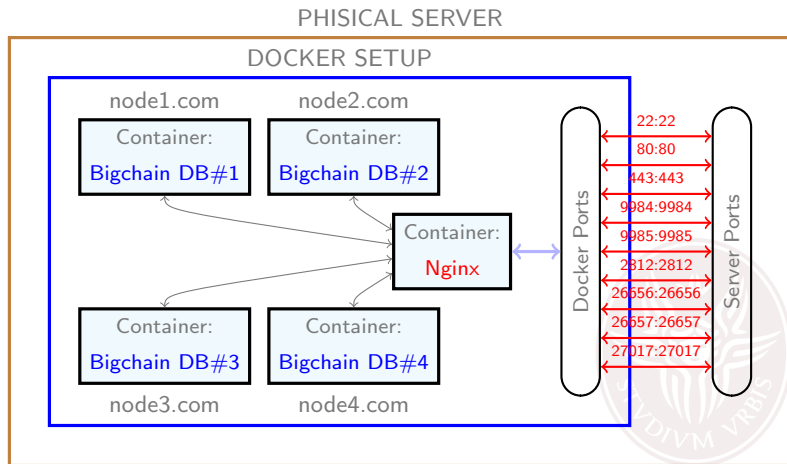 PHISICAL SERVER
DOCKER SETUP
node1.com
node2.com
Container:
Bigchain DB#1
Container:
Bigchain DB#2
Container:
Nginx
Container:
Bigchain DB#3
Container:
Bigchain DB#4
node3.com
node4.com
Docker Ports
22:22
80:80
443:443
9984:9984
9985:9985
2812:2812
26656:26656
26657:26657
27017:27017
Server Ports
STVDIVM VRBIS